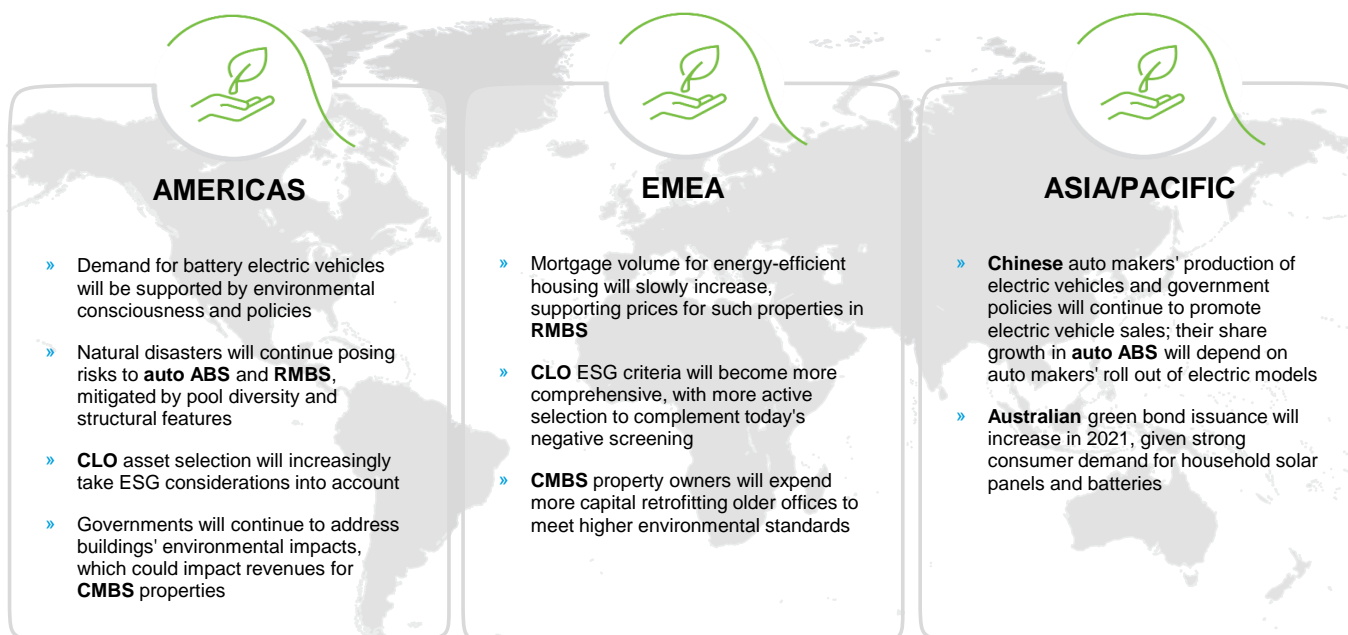 AMERICAS
» Demand for battery electric vehicles
will be supported by environmental
consciousness and policies
» Natural disasters will continue posing
risks to auto ABS and RMBS,
mitigated by pool diversity and
structural features
» CLO asset selection will increasingly
take ESG considerations into account
» Governments will continue to address
buildings' environmental impacts,
which could impact revenues for
CMBS properties
EMEA
» Mortgage volume for energy-efficient
housing will slowly increase,
supporting prices for such properties in
RMBS
» CLO ESG criteria will become more
comprehensive, with more active
selection to complement today's
negative screening
» CMBS property owners will expend
more capital retrofitting older offices to
meet higher environmental standards
ASIA/PACIFIC
» Chinese auto makers' production of
electric vehicles and government
policies will continue to promote
electric vehicle sales; their share
growth in auto ABS will depend on
auto makers' roll out of electric models
» Australian green bond issuance will
increase in 2021, given strong
consumer demand for household solar
panels and batteries